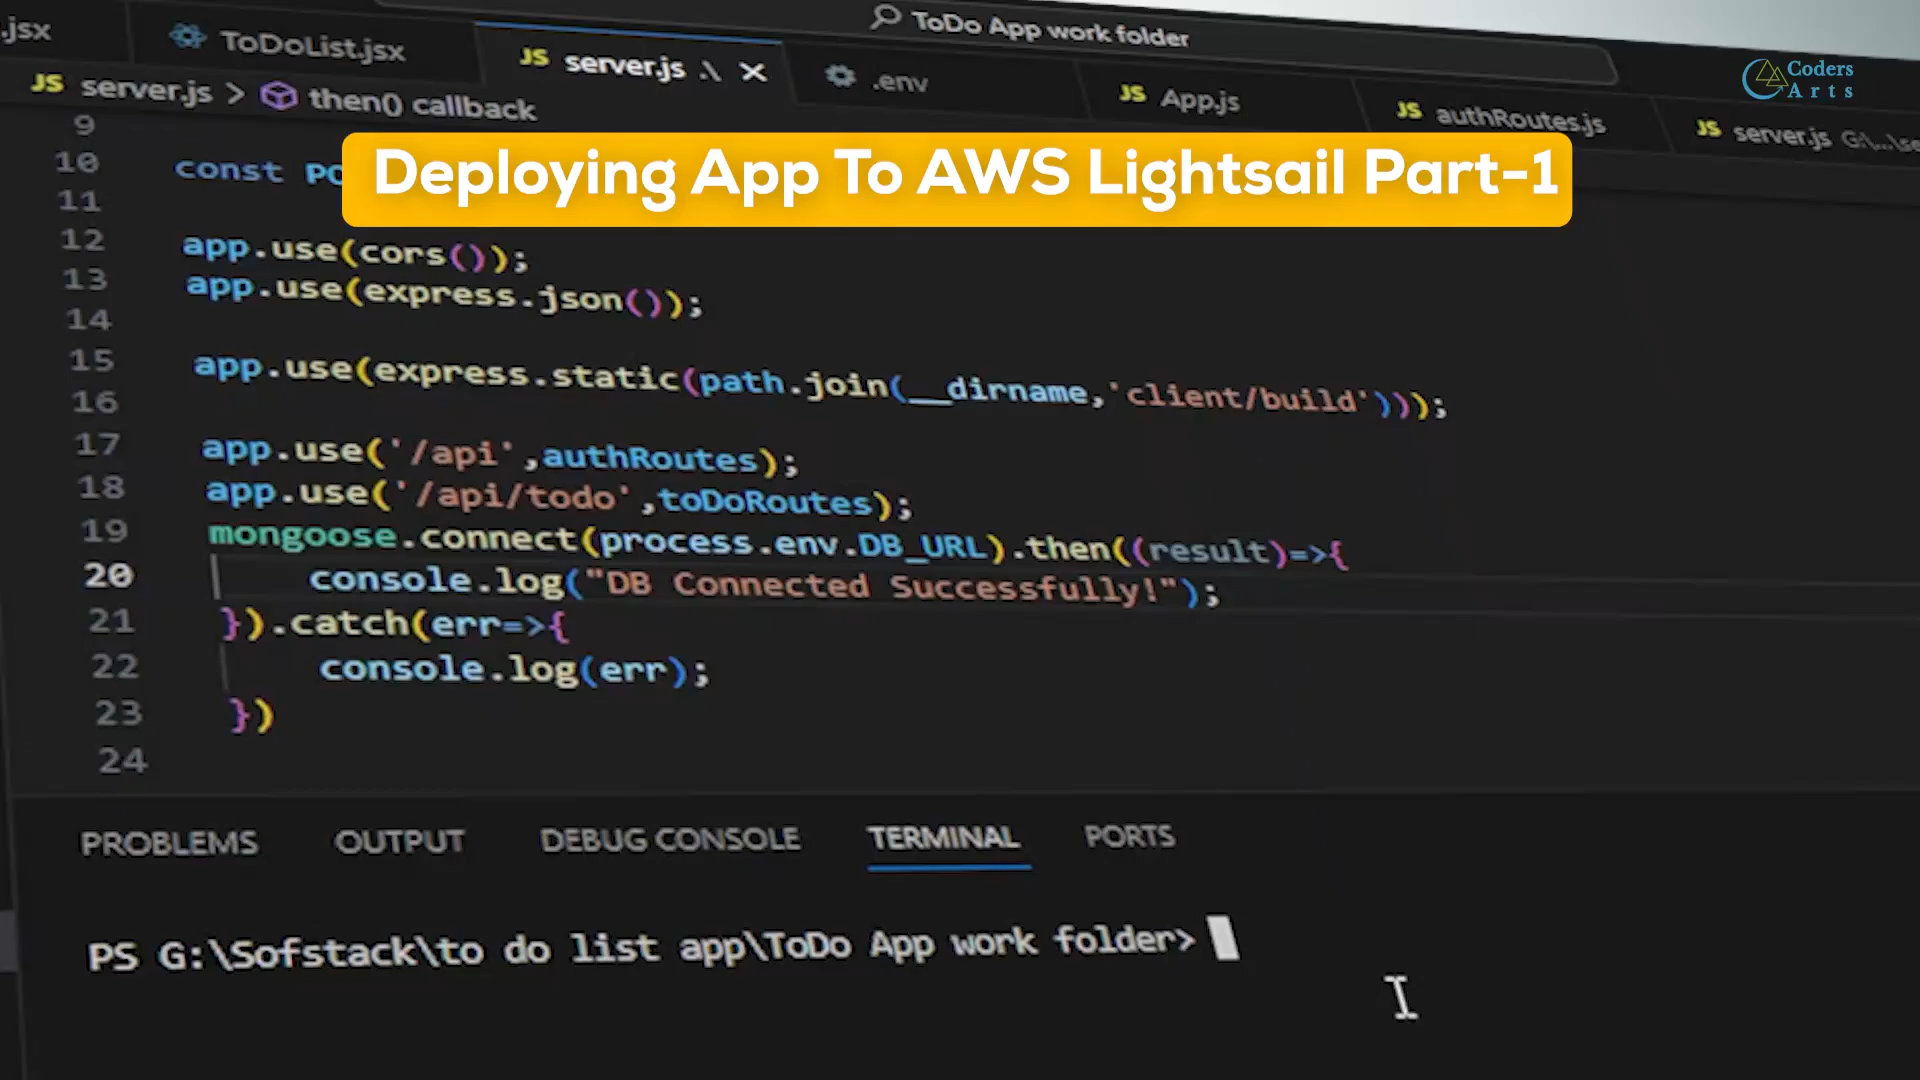 .jsx
ToDoList.jsx
server.js .\
.env
App.js
authRoutes.js
server.js G:\...\se
ToDo App work folder
Coders
Arts
JS server.js > then() callback
Deploying App To AWS Lightsail Part-1
9
10 const PO
11
12 app.use(cors());
13 app.use(express.json());
14
15 app.use(express.static(path.join(__dirname,'client/build')));
16
17 app.use('/api',authRoutes);
18 app.use('/api/todo',toDoRoutes);
19 mongoose.connect(process.env.DB_URL).then((result)=>{
20 console.log("DB Connected Successfully!");
21 }).catch(err=>{
22 console.log(err);
23 })
24
PROBLEMS OUTPUT DEBUG CONSOLE TERMINAL PORTS
PS G:\Sofstack\to do list app\ToDo App work folder>